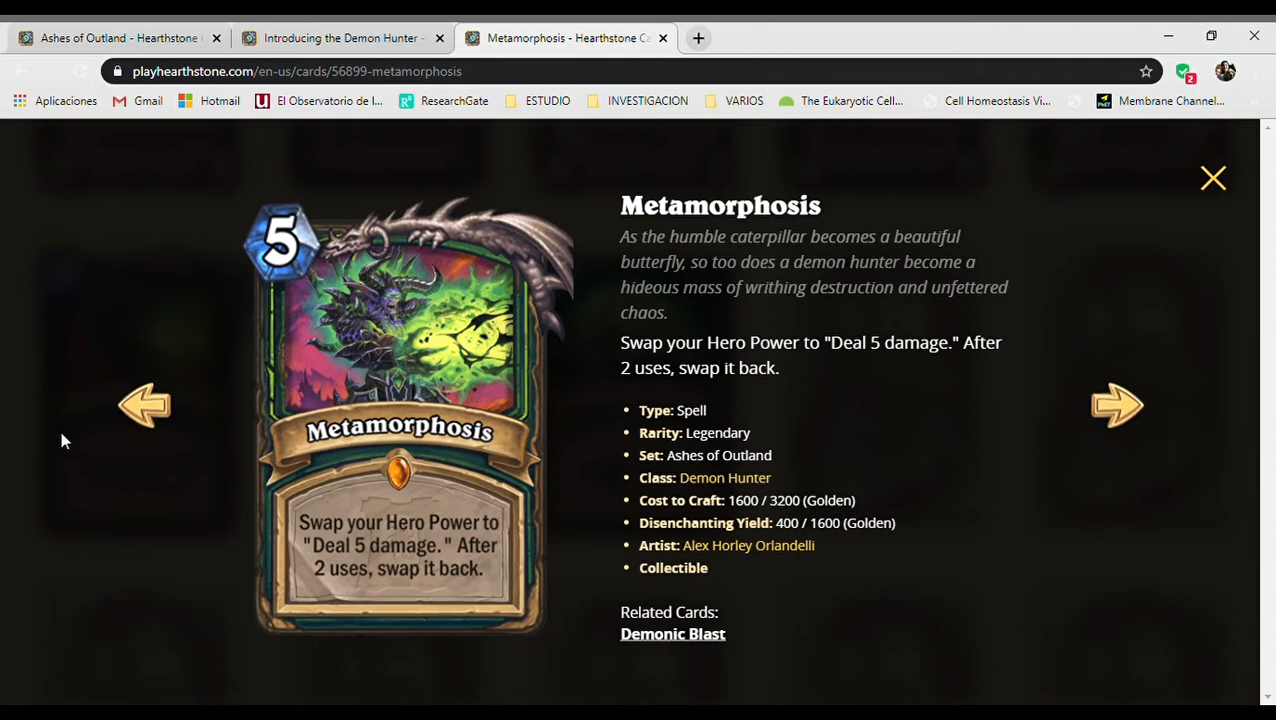 Ashes of Outland - Hearthstone
Introducing the Demon Hunter -
Metamorphosis - Hearthstone Ca
playhearthstone.com/en-us/cards/56899-metamorphosis
2
Aplicaciones
Gmail
Hotmail
El Observatorio de l...
ResearchGate
ESTUDIO
INVESTIGACION
VARIOS
The Eukaryotic Cell...
Cell Homeostasis Vi...
Membrane Channel...
5
Metamorphosis
Swap your Hero Power to
"Deal 5 damage." After
2 uses, swap it back.
Metamorphosis
As the humble caterpillar becomes a beautiful
butterfly, so too does a demon hunter become a
hideous mass of writhing destruction and unfettered
chaos.
Swap your Hero Power to "Deal 5 damage." After
2 uses, swap it back.
• Type: Spell
• Rarity: Legendary
• Set: Ashes of Outland
• Class: Demon Hunter
• Cost to Craft: 1600 / 3200 (Golden)
• Disenchanting Yield: 400 / 1600 (Golden)
• Artist: Alex Horley Orlandelli
• Collectible
Related Cards:
Demonic Blast